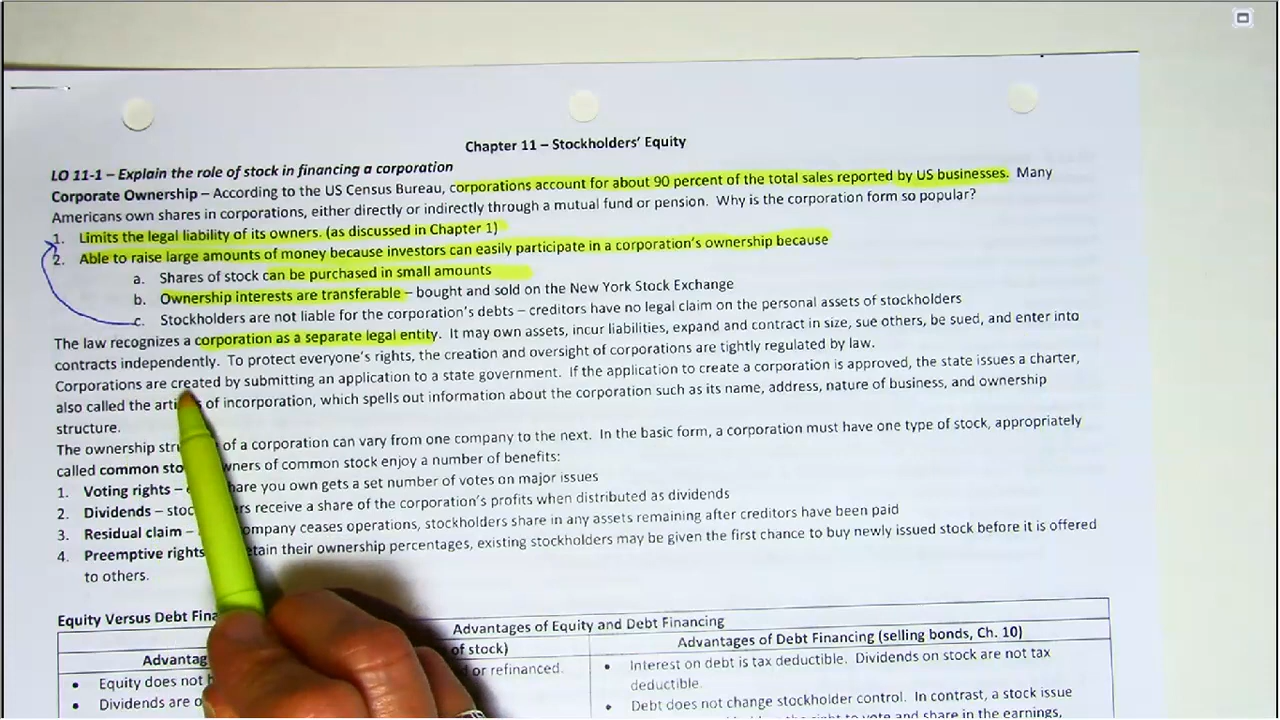 Chapter 11 – Stockholders' Equity
LO 11-1 – Explain the role of stock in financing a corporation
Corporate Ownership – According to the US Census Bureau, corporations account for about 90 percent of the total sales reported by US businesses. Many
Americans own shares in corporations, either directly or indirectly through a mutual fund or pension. Why is the corporation form so popular?
1. Limits the legal liability of its owners. (as discussed in Chapter 1)
2. Able to raise large amounts of money because investors can easily participate in a corporation's ownership because
a. Shares of stock can be purchased in small amounts
b. Ownership interests are transferable – bought and sold on the New York Stock Exchange
c. Stockholders are not liable for the corporation's debts – creditors have no legal claim on the personal assets of stockholders
The law recognizes a corporation as a separate legal entity. It may own assets, incur liabilities, expand and contract in size, sue others, be sued, and enter into
contracts independently. To protect everyone's rights, the creation and oversight of corporations are tightly regulated by law.
Corporations are created by submitting an application to a state government. If the application to create a corporation is approved, the state issues a charter,
also called the of incorporation, which spells out information about the corporation such as its name, address, nature of business, and ownership
structure.
The ownership of a corporation can vary from one company to the next. In the basic form, a corporation must have one type of stock, appropriately
called common of common stock enjoy a number of benefits:
1. Voting rights – you own gets a set number of votes on major issues
2. Dividends – receive a share of the corporation's profits when distributed as dividends
3. Residual claim – company ceases operations, stockholders share in any assets remaining after creditors have been paid
4. Preemptive rights their ownership percentages, existing stockholders may be given the first chance to buy newly issued stock before it is offered
to others.
Equity Versus Debt
Advantages of Equity and Debt Financing
of stock)
Advantages of Debt Financing (selling bonds, Ch. 10)
Equity does not
or refinanced.
• Interest on debt is tax deductible. Dividends on stock are not tax
deductible.
Dividends are
• Debt does not change stockholder control. In contrast, a stock issue
to vote and share in the earnings,